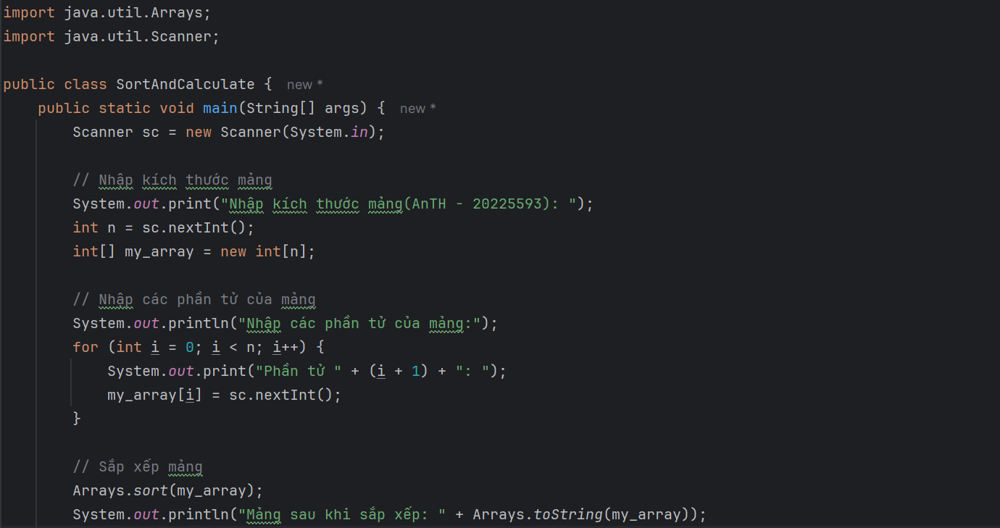 import java.util.Arrays;
import java.util.Scanner;
public class SortAndCalculate {  new *
    public static void main(String[] args) {  new *
        Scanner sc = new Scanner(System.in);
        // Nhập kích thước mảng
        System.out.print("Nhập kích thước mảng(AnTH - 20225593): ");
        int n = sc.nextInt();
        int[] my_array = new int[n];
        // Nhập các phần tử của mảng
        System.out.println("Nhập các phần tử của mảng:");
        for (int i = 0; i < n; i++) {
            System.out.print("Phần tử " + (i + 1) + ": ");
            my_array[i] = sc.nextInt();
        }
        // Sắp xếp mảng
        Arrays.sort(my_array);
        System.out.println("Mảng sau khi sắp xếp: " + Arrays.toString(my_array));